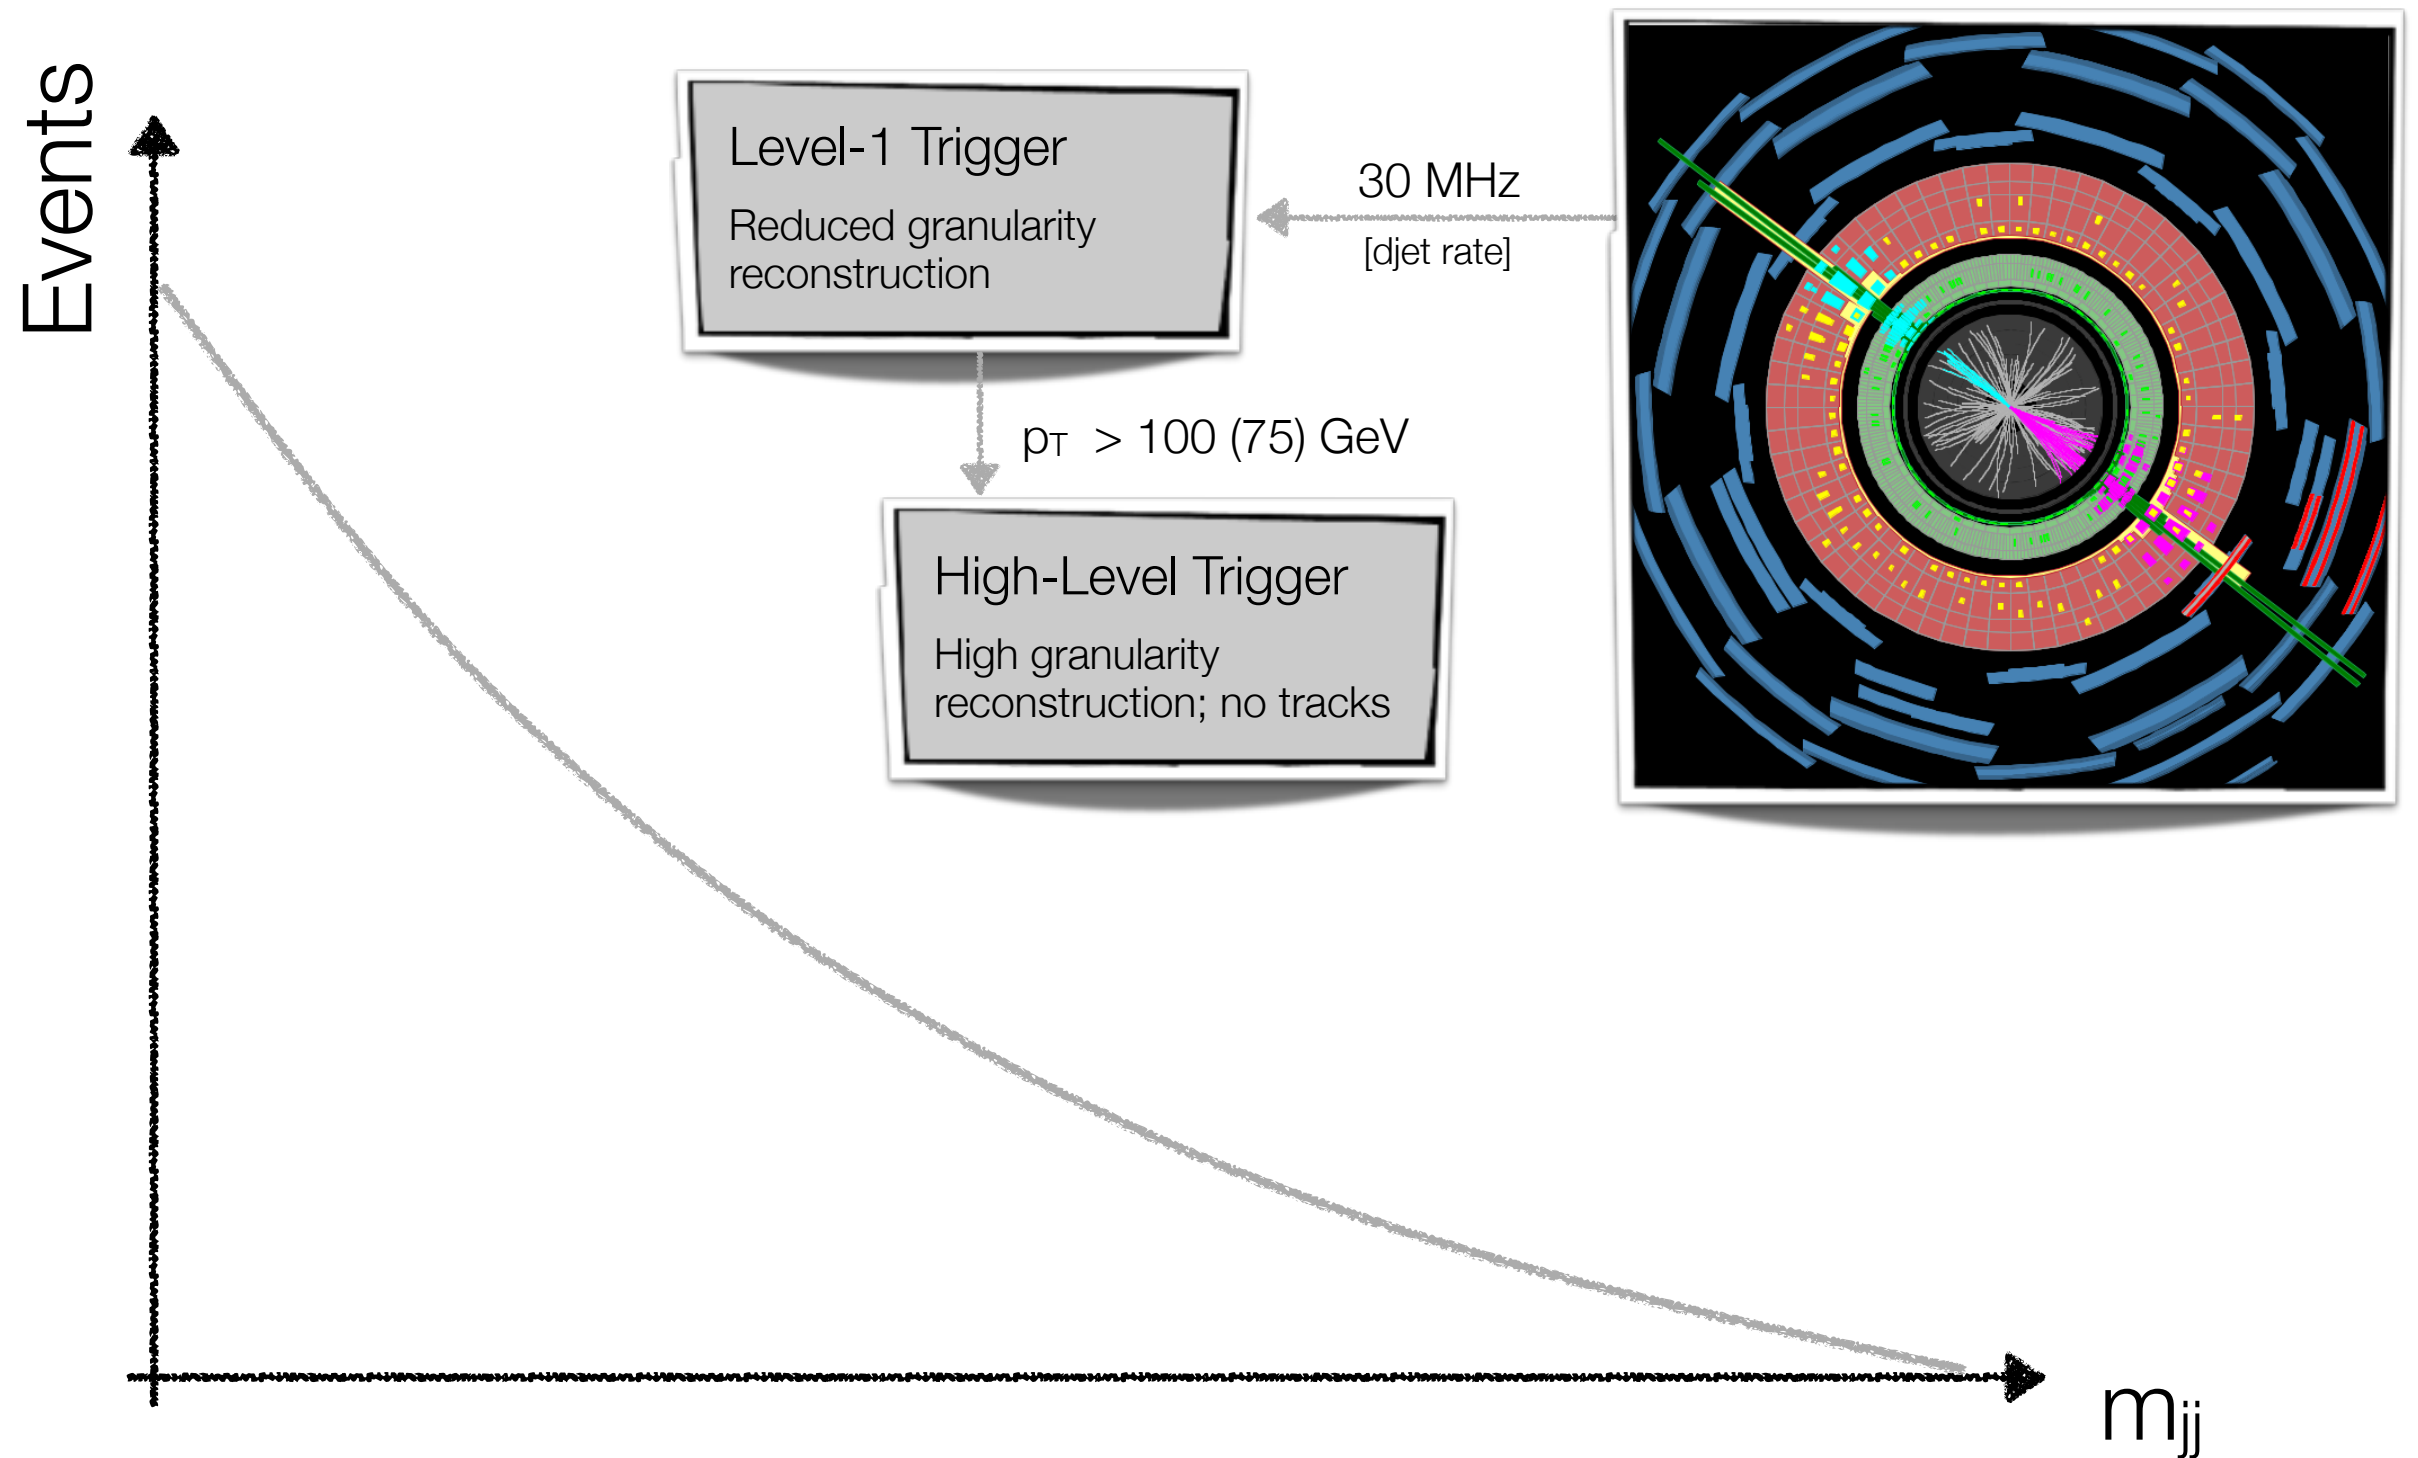 Events
Level-1 Trigger
Reduced granularity
reconstruction
30 MHz
[djet rate]
pT > 100 (75) GeV
High-Level Trigger
High granularity
reconstruction; no tracks
mjj